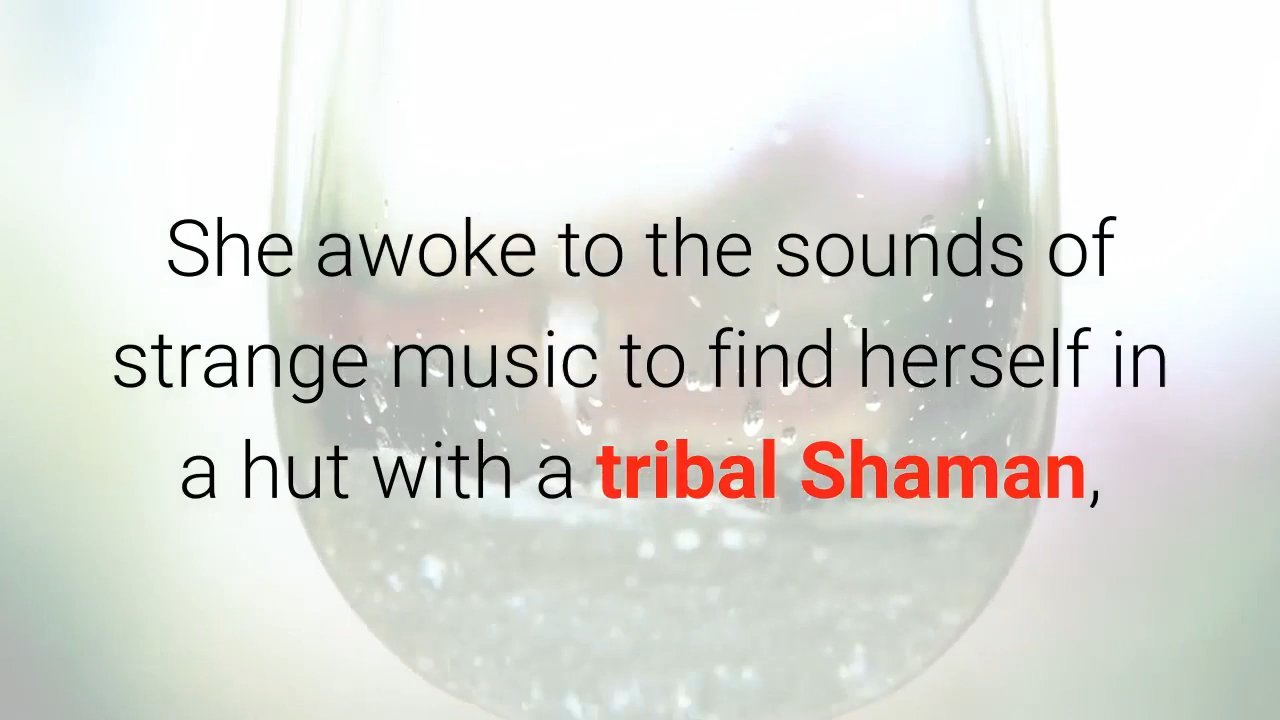 She awoke to the sounds of
strange music to find herself in
a hut with a tribal Shaman,